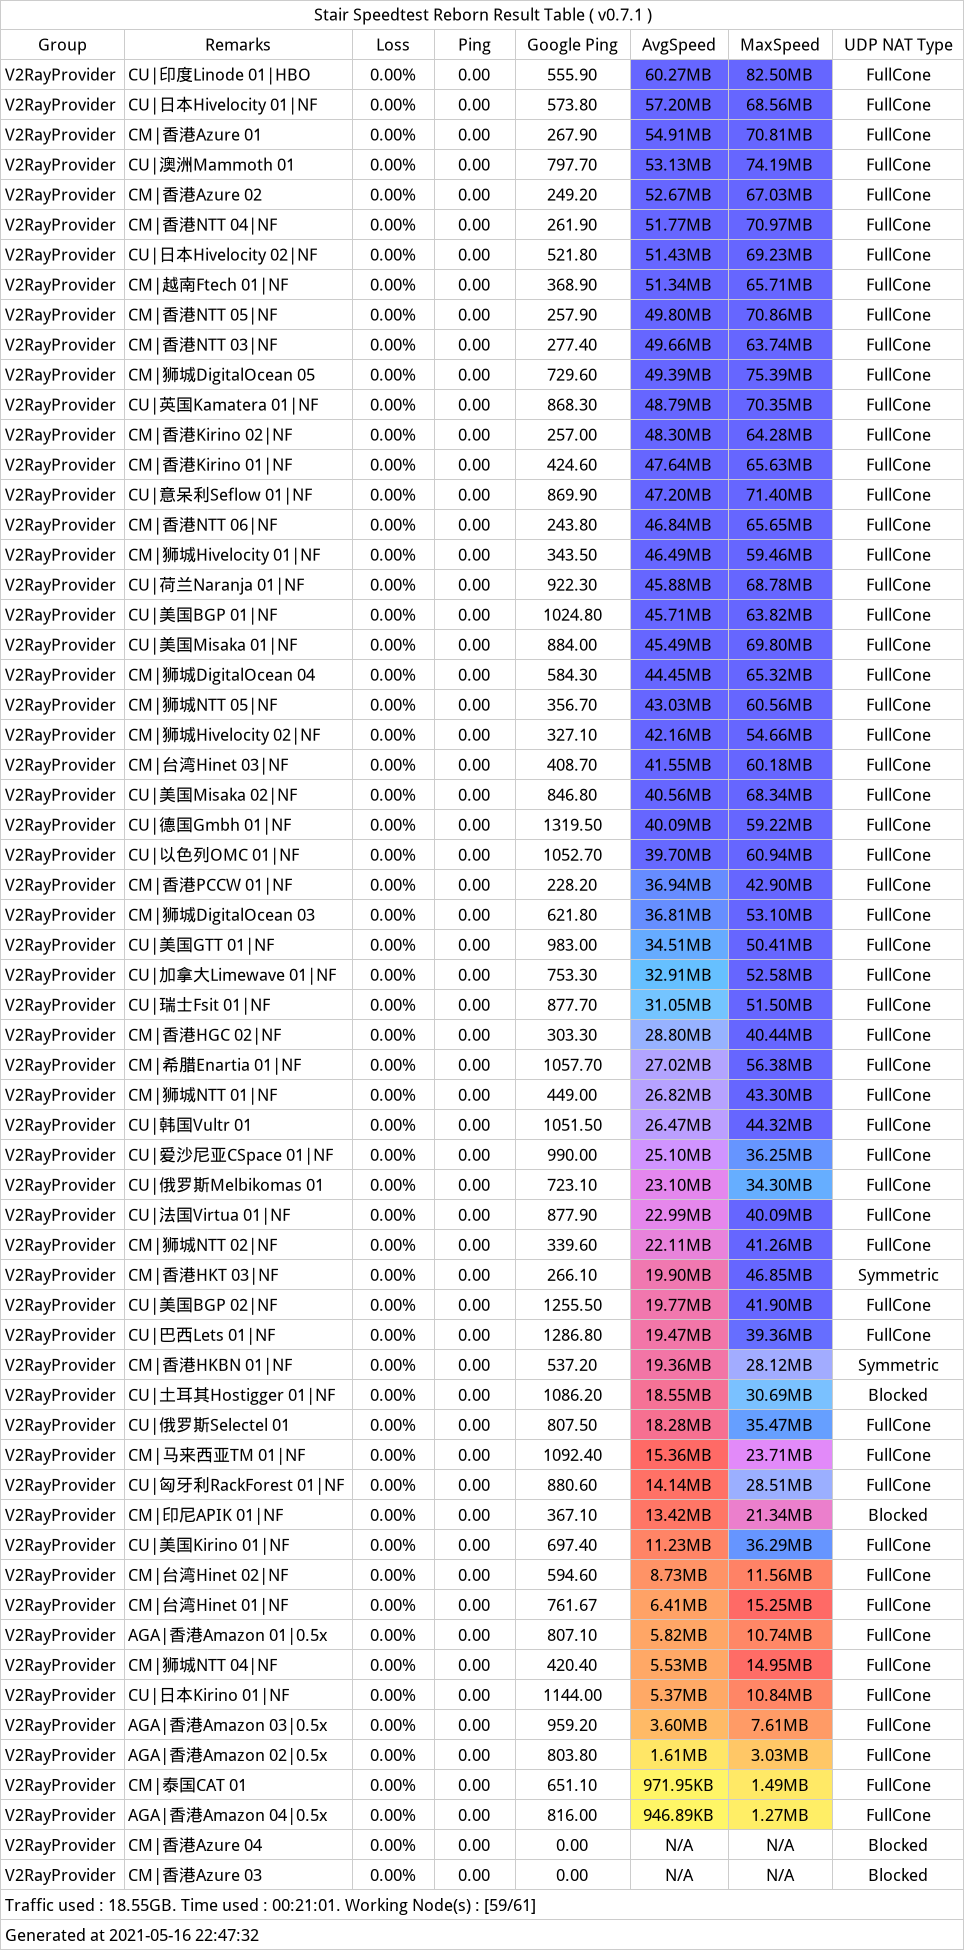 Stair Speedtest Reborn Result Table ( v0.7.1 )
Group Remarks Loss Ping Google Ping AvgSpeed MaxSpeed UDP NAT Type
V2RayProvider CU|印度Linode 01|HBO 0.00% 0.00 555.90 60.27MB 82.50MB FullCone
V2RayProvider CU|日本Hivelocity 01|NF 0.00% 0.00 573.80 57.20MB 68.56MB FullCone
V2RayProvider CM|香港Azure 01 0.00% 0.00 267.90 54.91MB 70.81MB FullCone
V2RayProvider CU|澳洲Mammoth 01 0.00% 0.00 797.70 53.13MB 74.19MB FullCone
V2RayProvider CM|香港Azure 02 0.00% 0.00 249.20 52.67MB 67.03MB FullCone
V2RayProvider CM|香港NTT 04|NF 0.00% 0.00 261.90 51.77MB 70.97MB FullCone
V2RayProvider CU|日本Hivelocity 02|NF 0.00% 0.00 521.80 51.43MB 69.23MB FullCone
V2RayProvider CM|越南Ftech 01|NF 0.00% 0.00 368.90 51.34MB 65.71MB FullCone
V2RayProvider CM|香港NTT 05|NF 0.00% 0.00 257.90 49.80MB 70.86MB FullCone
V2RayProvider CM|香港NTT 03|NF 0.00% 0.00 277.40 49.66MB 63.74MB FullCone
V2RayProvider CM|狮城DigitalOcean 05 0.00% 0.00 729.60 49.39MB 75.39MB FullCone
V2RayProvider CU|英国Kamatera 01|NF 0.00% 0.00 868.30 48.79MB 70.35MB FullCone
V2RayProvider CM|香港Kirino 02|NF 0.00% 0.00 257.00 48.30MB 64.28MB FullCone
V2RayProvider CM|香港Kirino 01|NF 0.00% 0.00 424.60 47.64MB 65.63MB FullCone
V2RayProvider CU|意呆利Seflow 01|NF 0.00% 0.00 869.90 47.20MB 71.40MB FullCone
V2RayProvider CM|香港NTT 06|NF 0.00% 0.00 243.80 46.84MB 65.65MB FullCone
V2RayProvider CM|狮城Hivelocity 01|NF 0.00% 0.00 343.50 46.49MB 59.46MB FullCone
V2RayProvider CU|荷兰Naranja 01|NF 0.00% 0.00 922.30 45.88MB 68.78MB FullCone
V2RayProvider CU|美国BGP 01|NF 0.00% 0.00 1024.80 45.71MB 63.82MB FullCone
V2RayProvider CU|美国Misaka 01|NF 0.00% 0.00 884.00 45.49MB 69.80MB FullCone
V2RayProvider CM|狮城DigitalOcean 04 0.00% 0.00 584.30 44.45MB 65.32MB FullCone
V2RayProvider CM|狮城NTT 05|NF 0.00% 0.00 356.70 43.03MB 60.56MB FullCone
V2RayProvider CM|狮城Hivelocity 02|NF 0.00% 0.00 327.10 42.16MB 54.66MB FullCone
V2RayProvider CM|台湾Hinet 03|NF 0.00% 0.00 408.70 41.55MB 60.18MB FullCone
V2RayProvider CU|美国Misaka 02|NF 0.00% 0.00 846.80 40.56MB 68.34MB FullCone
V2RayProvider CU|德国Gmbh 01|NF 0.00% 0.00 1319.50 40.09MB 59.22MB FullCone
V2RayProvider CU|以色列OMC 01|NF 0.00% 0.00 1052.70 39.70MB 60.94MB FullCone
V2RayProvider CM|香港PCCW 01|NF 0.00% 0.00 228.20 36.94MB 42.90MB FullCone
V2RayProvider CM|狮城DigitalOcean 03 0.00% 0.00 621.80 36.81MB 53.10MB FullCone
V2RayProvider CU|美国GTT 01|NF 0.00% 0.00 983.00 34.51MB 50.41MB FullCone
V2RayProvider CU|加拿大Limewave 01|NF 0.00% 0.00 753.30 32.91MB 52.58MB FullCone
V2RayProvider CU|瑞士Fsit 01|NF 0.00% 0.00 877.70 31.05MB 51.50MB FullCone
V2RayProvider CM|香港HGC 02|NF 0.00% 0.00 303.30 28.80MB 40.44MB FullCone
V2RayProvider CM|希腊Enartia 01|NF 0.00% 0.00 1057.70 27.02MB 56.38MB FullCone
V2RayProvider CM|狮城NTT 01|NF 0.00% 0.00 449.00 26.82MB 43.30MB FullCone
V2RayProvider CU|韩国Vultr 01 0.00% 0.00 1051.50 26.47MB 44.32MB FullCone
V2RayProvider CU|爱沙尼亚CSpace 01|NF 0.00% 0.00 990.00 25.10MB 36.25MB FullCone
V2RayProvider CU|俄罗斯Melbikomas 01 0.00% 0.00 723.10 23.10MB 34.30MB FullCone
V2RayProvider CU|法国Virtua 01|NF 0.00% 0.00 877.90 22.99MB 40.09MB FullCone
V2RayProvider CM|狮城NTT 02|NF 0.00% 0.00 339.60 22.11MB 41.26MB FullCone
V2RayProvider CM|香港HKT 03|NF 0.00% 0.00 266.10 19.90MB 46.85MB Symmetric
V2RayProvider CU|美国BGP 02|NF 0.00% 0.00 1255.50 19.77MB 41.90MB FullCone
V2RayProvider CU|巴西Lets 01|NF 0.00% 0.00 1286.80 19.47MB 39.36MB FullCone
V2RayProvider CM|香港HKBN 01|NF 0.00% 0.00 537.20 19.36MB 28.12MB Symmetric
V2RayProvider CU|土耳其Hostigger 01|NF 0.00% 0.00 1086.20 18.55MB 30.69MB Blocked
V2RayProvider CU|俄罗斯Selectel 01 0.00% 0.00 807.50 18.28MB 35.47MB FullCone
V2RayProvider CM|马来西亚TM 01|NF 0.00% 0.00 1092.40 15.36MB 23.71MB FullCone
V2RayProvider CU|匈牙利RackForest 01|NF 0.00% 0.00 880.60 14.14MB 28.51MB FullCone
V2RayProvider CM|印尼APIK 01|NF 0.00% 0.00 367.10 13.42MB 21.34MB Blocked
V2RayProvider CU|美国Kirino 01|NF 0.00% 0.00 697.40 11.23MB 36.29MB FullCone
V2RayProvider CM|台湾Hinet 02|NF 0.00% 0.00 594.60 8.73MB 11.56MB FullCone
V2RayProvider CM|台湾Hinet 01|NF 0.00% 0.00 761.67 6.41MB 15.25MB FullCone
V2RayProvider AGA|香港Amazon 01|0.5x 0.00% 0.00 807.10 5.82MB 10.74MB FullCone
V2RayProvider CM|狮城NTT 04|NF 0.00% 0.00 420.40 5.53MB 14.95MB FullCone
V2RayProvider CU|日本Kirino 01|NF 0.00% 0.00 1144.00 5.37MB 10.84MB FullCone
V2RayProvider AGA|香港Amazon 03|0.5x 0.00% 0.00 959.20 3.60MB 7.61MB FullCone
V2RayProvider AGA|香港Amazon 02|0.5x 0.00% 0.00 803.80 1.61MB 3.03MB FullCone
V2RayProvider CM|泰国CAT 01 0.00% 0.00 651.10 971.95KB 1.49MB FullCone
V2RayProvider AGA|香港Amazon 04|0.5x 0.00% 0.00 816.00 946.89KB 1.27MB FullCone
V2RayProvider CM|香港Azure 04 0.00% 0.00 0.00 N/A N/A Blocked
V2RayProvider CM|香港Azure 03 0.00% 0.00 0.00 N/A N/A Blocked
Traffic used : 18.55GB. Time used : 00:21:01. Working Node(s) : [59/61]
Generated at 2021-05-16 22:47:32